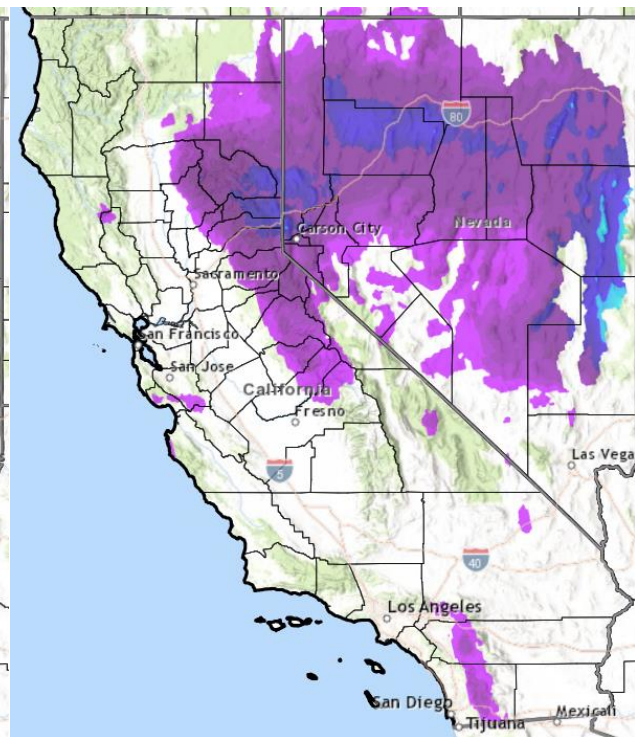 80
Carson City
Nevada
Sacramento
San Francisco
San Jose
California
Fresno
5
Las Vega
40
Los Angeles
San Diego
Mexicali
Tijuana